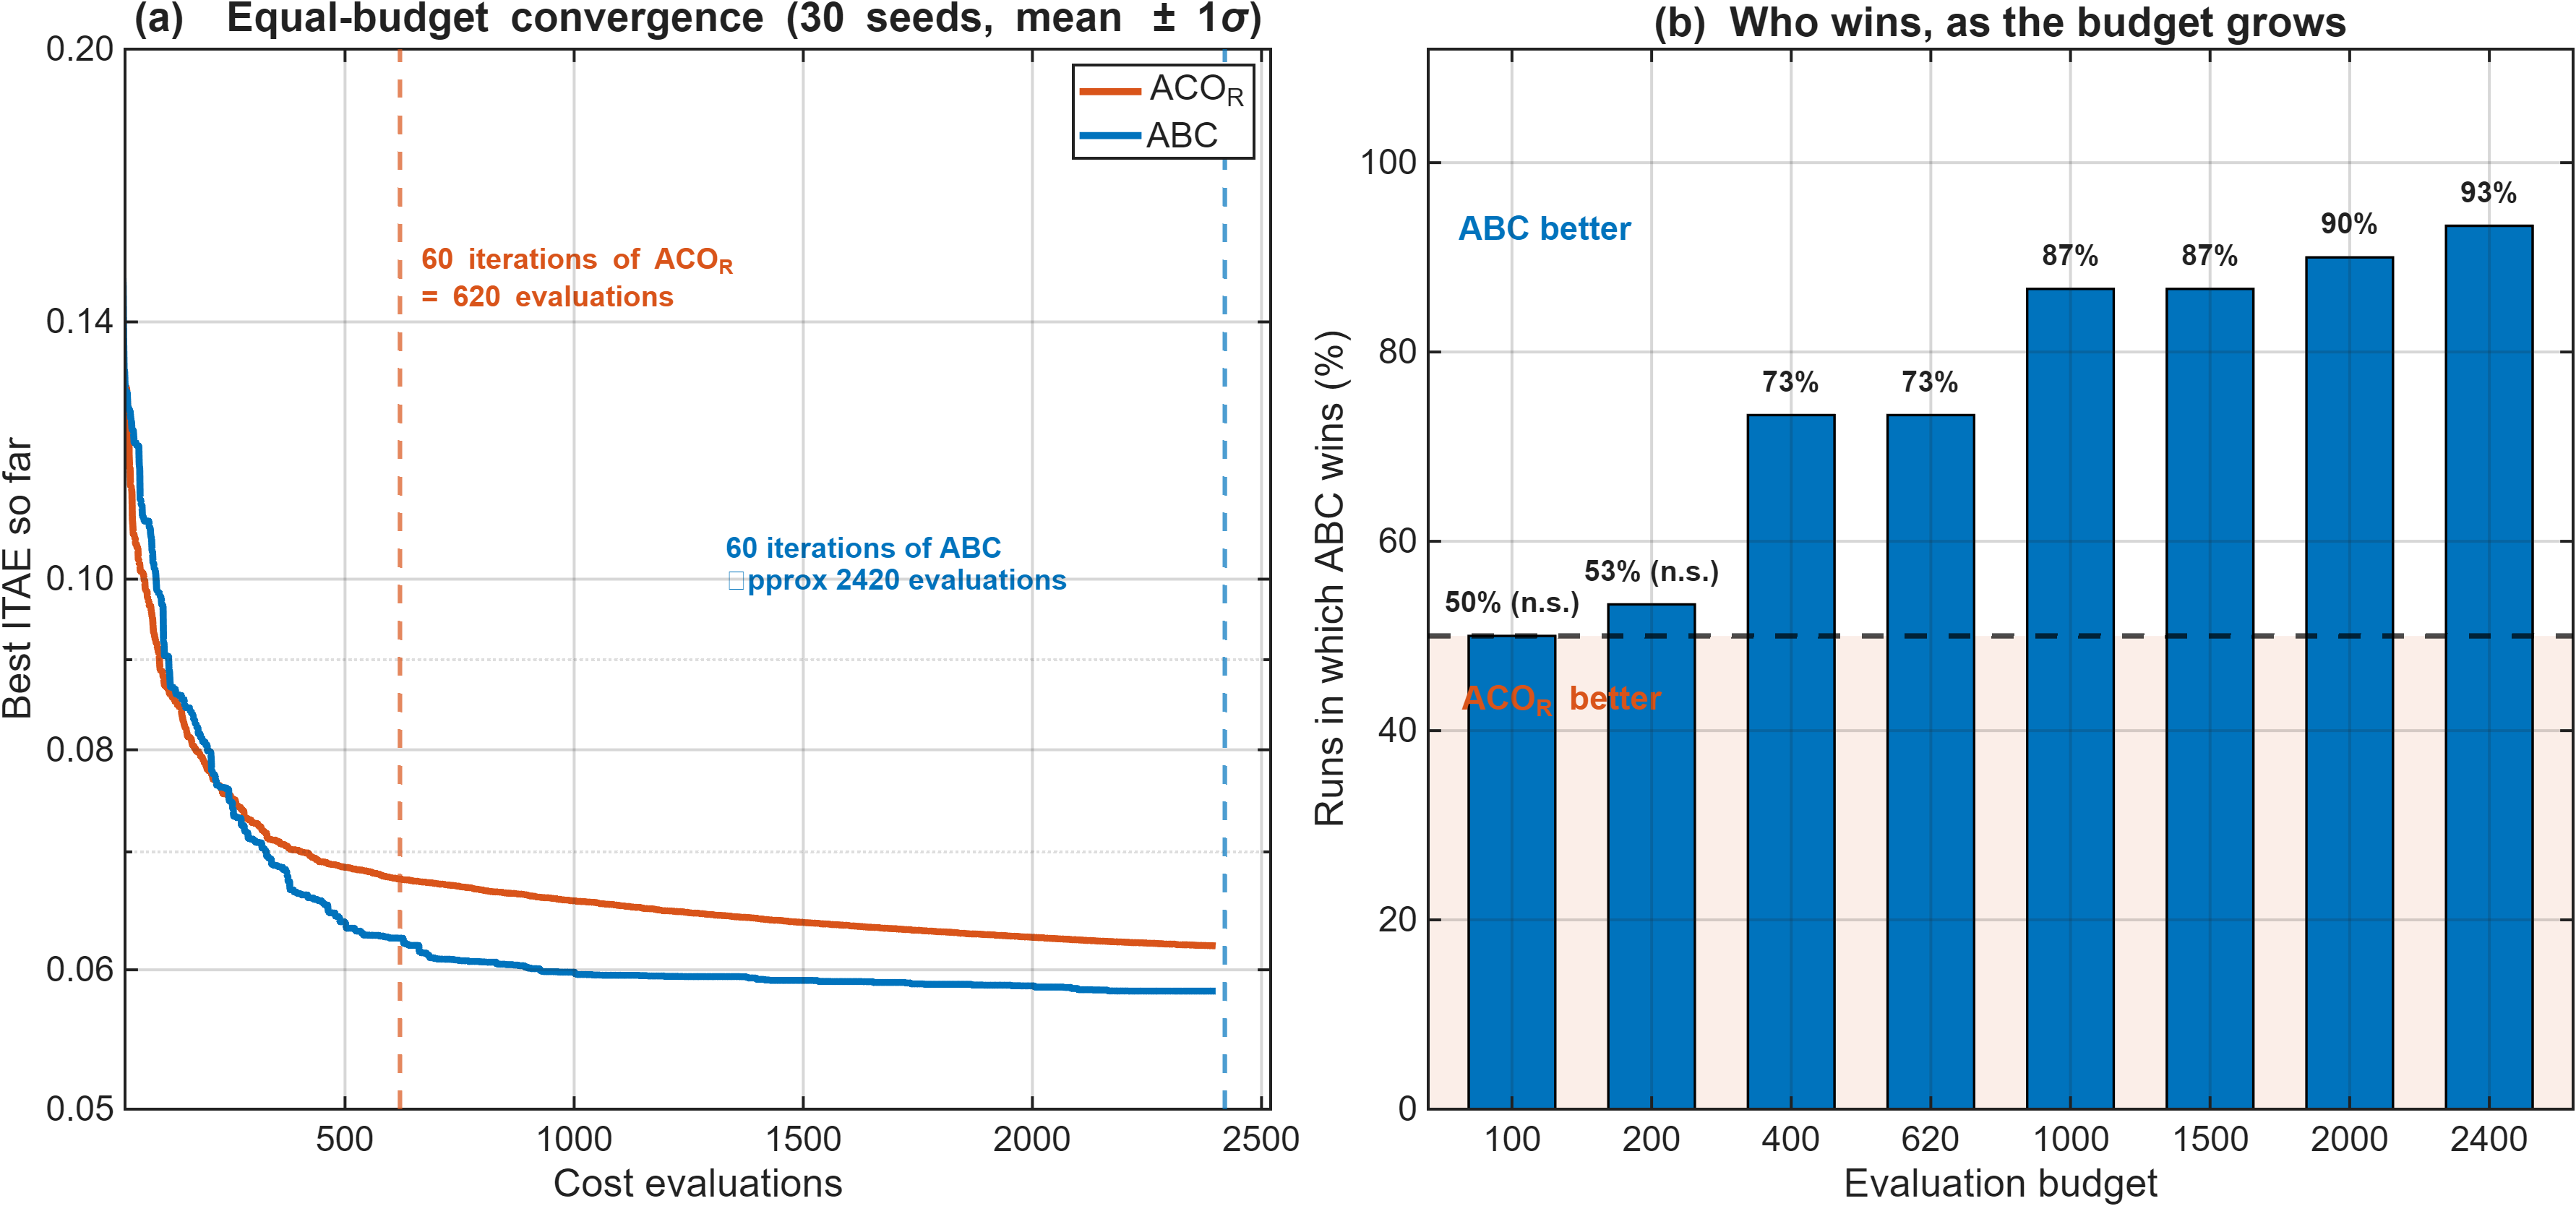 (a) Equal-budget convergence (30 seeds, mean ± 1σ)
0.20
0.14
0.10
0.08
0.06
0.05
Best ITAE so far
ACO_R
ABC
60 iterations of ACO_R
= 620 evaluations
60 iterations of ABC
□pprox 2420 evaluations
500 1000 1500 2000 2500
Cost evaluations
(b) Who wins, as the budget grows
100
80
60
40
20
0
Runs in which ABC wins (%)
ABC better
ACO_R better
50% (n.s.)
53% (n.s.)
73%
73%
87%
87%
90%
93%
100 200 400 620 1000 1500 2000 2400
Evaluation budget